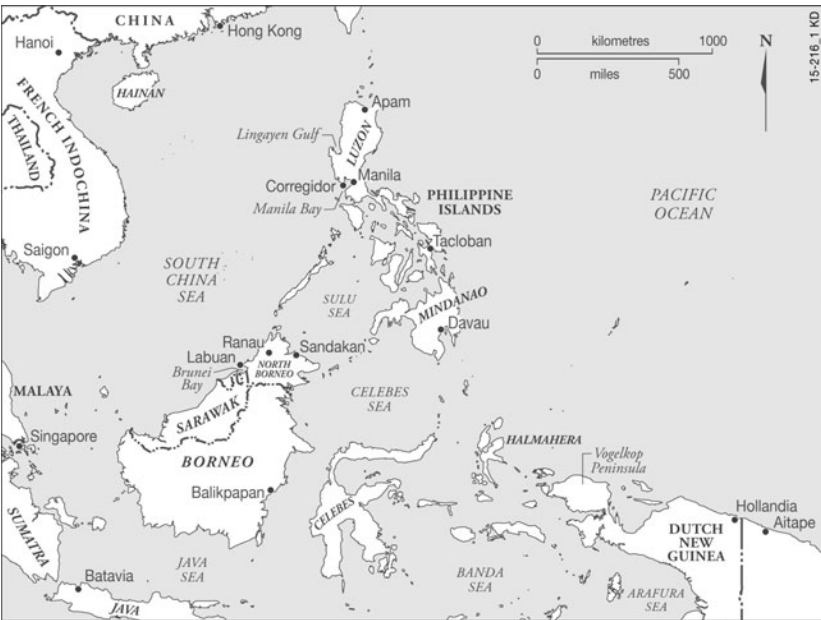 CHINA
Hanoi
Hong Kong
0 kilometres 1000
0 miles 500
N
15-216_1 KD
HAINAN
FRENCH INDOCHINA
THAILAND
Apam
Lingayen Gulf
LUZON
Manila
Corregidor
Manila Bay
PHILIPPINE
ISLANDS
PACIFIC
OCEAN
Saigon
Tacloban
SOUTH
CHINA
SEA
SULU
SEA
MINDANAO
Davau
Ranau
Sandakan
Labuan
Brunei
Bay
NORTH
BORNEO
MALAYA
SARAWAK
CELEBES
SEA
Singapore
BORNEO
HALMAHERA
Vogelkop
Peninsula
Balikpapan
CELEBES
SUMATRA
Hollandia
DUTCH
NEW
GUINEA
Aitape
JAVA
SEA
Batavia
BANDA
SEA
ARAFURA
SEA
JAVA